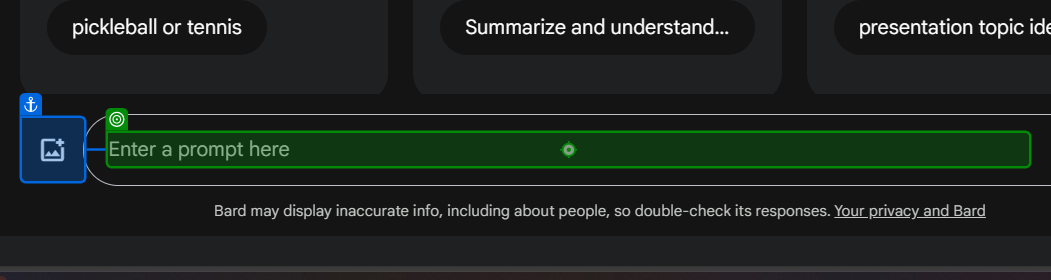 pickleball or tennis
Summarize and understand...
presentation topic
Enter a prompt here
Bard may display inaccurate info, including about people, so double-check its responses. Your privacy and Bard